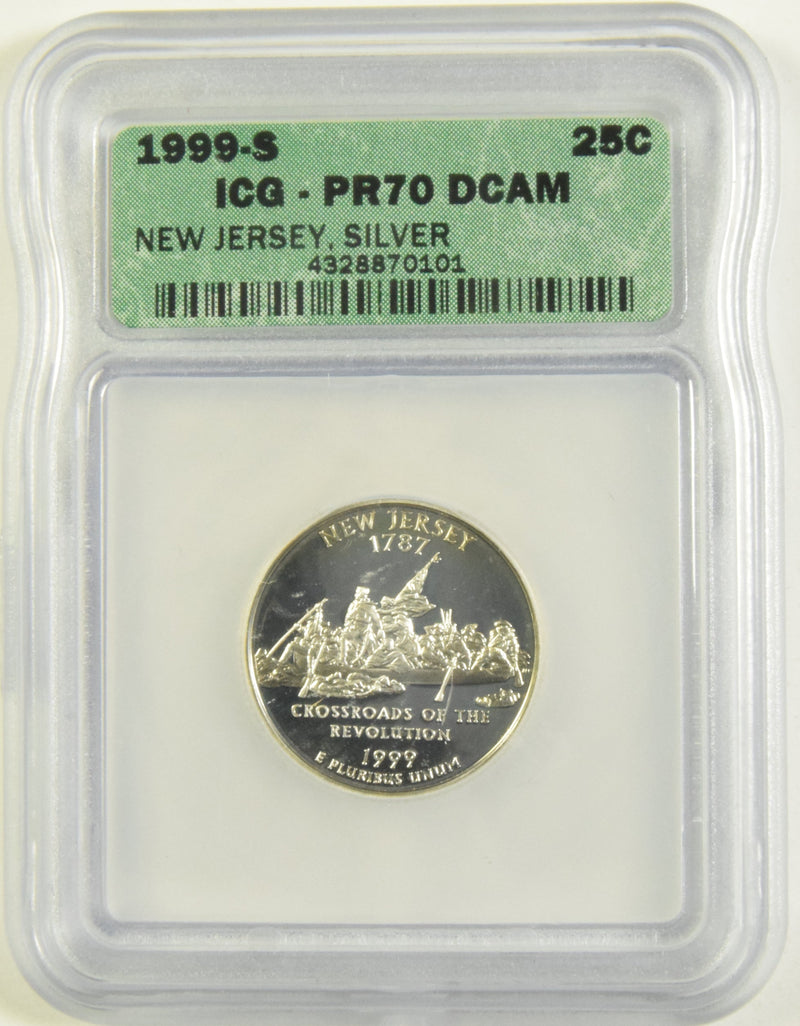 1999-S 25C
ICG - PR70 DCAM
NEW JERSEY, SILVER
4328870101
NEW JERSEY
1787
CROSSROADS OF THE
REVOLUTION
1999
E PLURIBUS UNUM